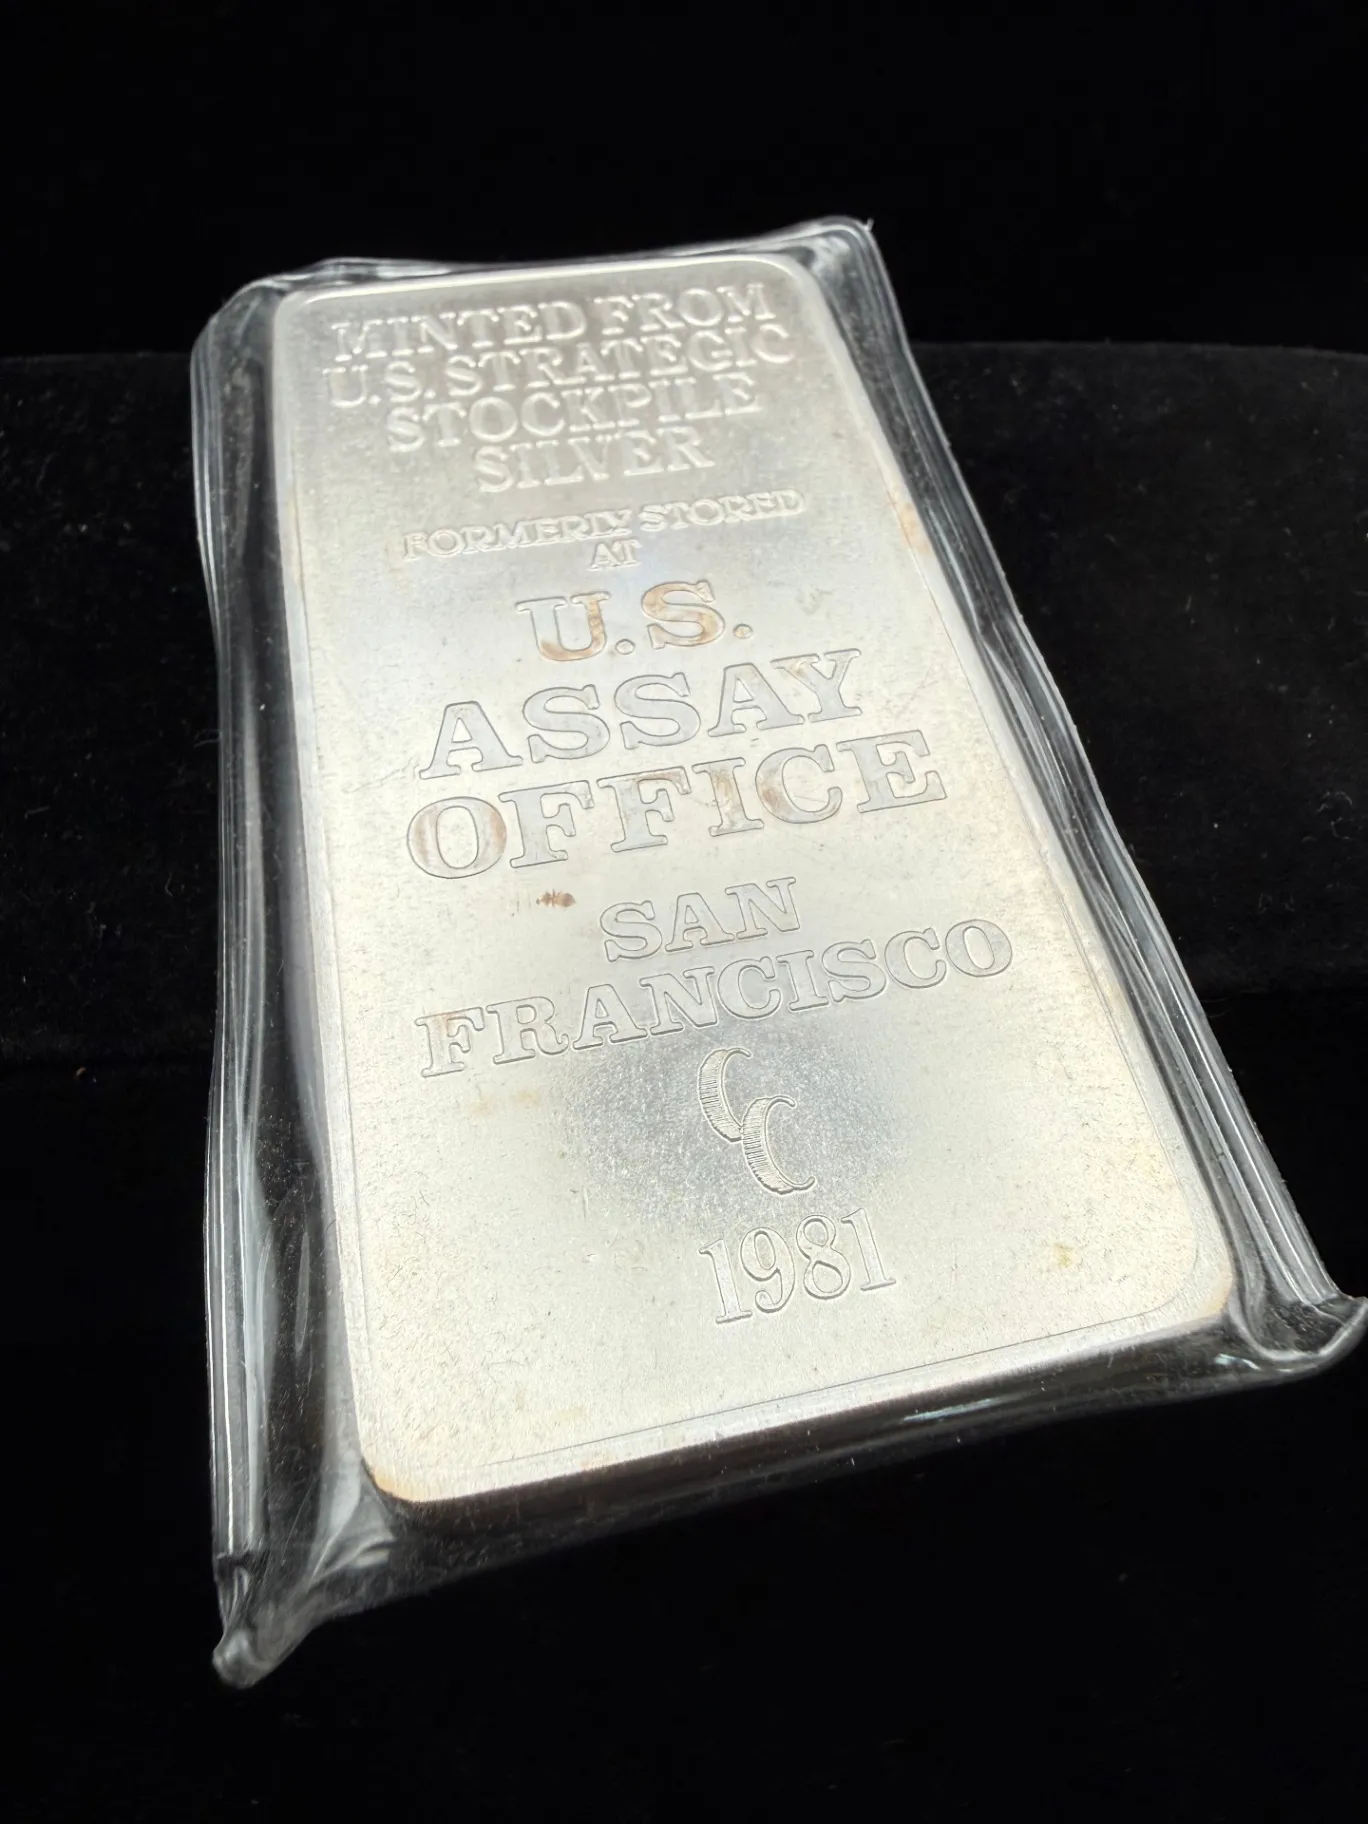 MINTED FROM
U.S. STRATEGIC
STOCKPILE
SILVER
FORMERLY STORED
AT
U.S.
ASSAY
OFFICE
SAN
FRANCISCO
CC
1981